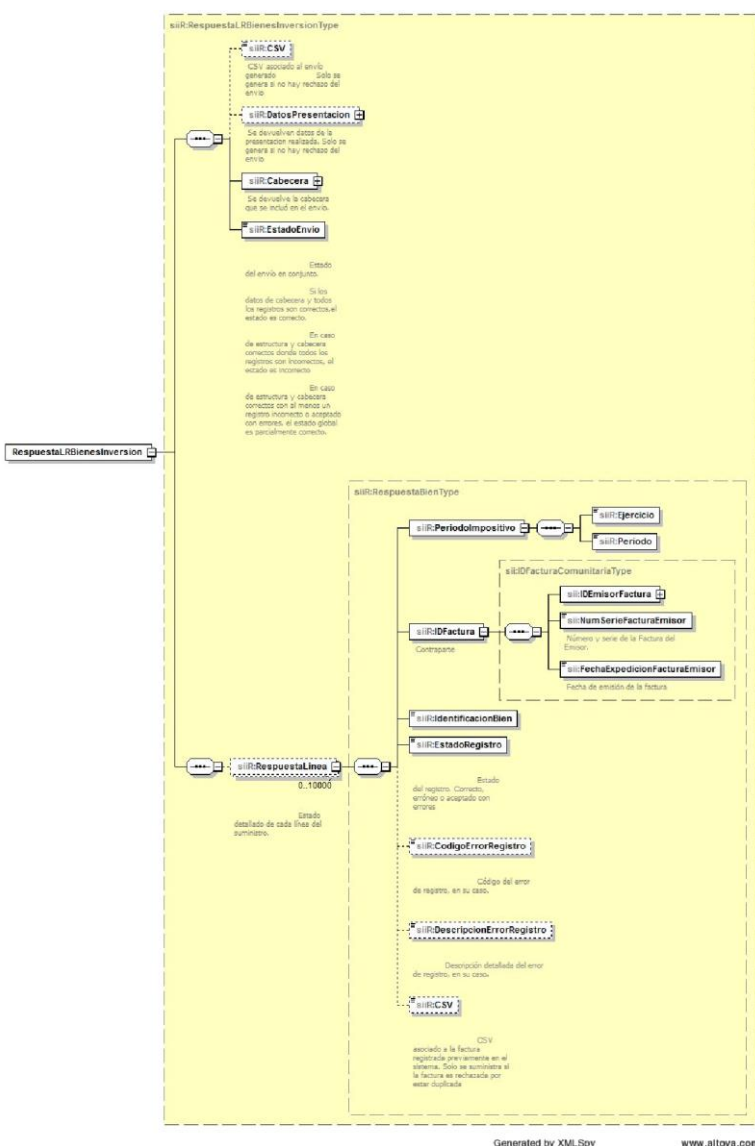 siiR:RespuestaLRBienesInversionType
siiR:CSV
CSV asociado al envío
generado Solo se
genera si no hay rechazo del
envío
siiR:DatosPresentacion
Se devuelven datos de la
presentacion realizada. Solo se
genera si no hay rechazo del
envío
siiR:Cabecera
Se devuelve la cabecera
que se incluó en el envío.
siiR:EstadoEnvio
Estado
del envío en conjunto.
Si los
datos de cabecera y todos
los registros son correctos,el
estado es correcto
En caso
de estructura y cabecera
correctos donde todos los
registros son incorrectos, el
estado es incorrecto
En caso
de estructura y cabecera
correctos con al menos un
registro incorrecto o aceptado
con errores, el estado global
es parcialmente correcto.
RespuestaLRBienesInversion
siiR:RespuestaBienType
siiR:PeriodoImpositivo
siiR:Ejercicio
siiR:Periodo
sii:IDFacturaComunitariaType
sii:IDEmisorFactura
siiR:IDFactura
Contraparte
sii:NumSerieFacturaEmisor
Número y serie de la Factura del
Emisor.
sii:FechaExpedicionFacturaEmisor
Fecha de emisión de la factura
siiR:IdentificacionBien
siiR:EstadoRegistro
siiR:RespuestaLinea
0..10000
Estado
detallado de cada línea del
suministro.
Estado
del registro. Correcto,
erróneo o aceptado con
errores
siiR:CodigoErrorRegistro
Código del error
de registro, en su caso.
siiR:DescripcionErrorRegistro
Descripción detallada del error
de registro, en su caso.
siiR:CSV
CSV
asociado a la factura
registrada previamente en el
sistema. Solo se suministra si
la factura es rechazada por
estar duplicada
Generated by XMLSpy
www.altova.com